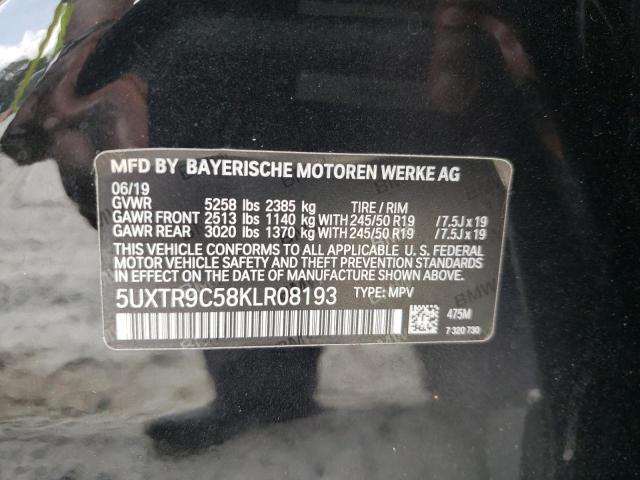 MFD BY BAYERISCHE MOTOREN WERKE AG
06/19
GVWR 5258 lbs 2385 kg TIRE / RIM
GAWR FRONT 2513 lbs 1140 kg WITH 245/50 R19 /7.5J x 19
GAWR REAR 3020 lbs 1370 kg WITH 245/50 R19 /7.5J x 19
THIS VEHICLE CONFORMS TO ALL APPLICABLE U. S. FEDERAL
MOTOR VEHICLE SAFETY AND THEFT PREVENTION
STANDARDS IN EFFECT ON THE DATE OF MANUFACTURE
5UXTR9C58KLR08193 TYPE: MPV
475M
7 320 730